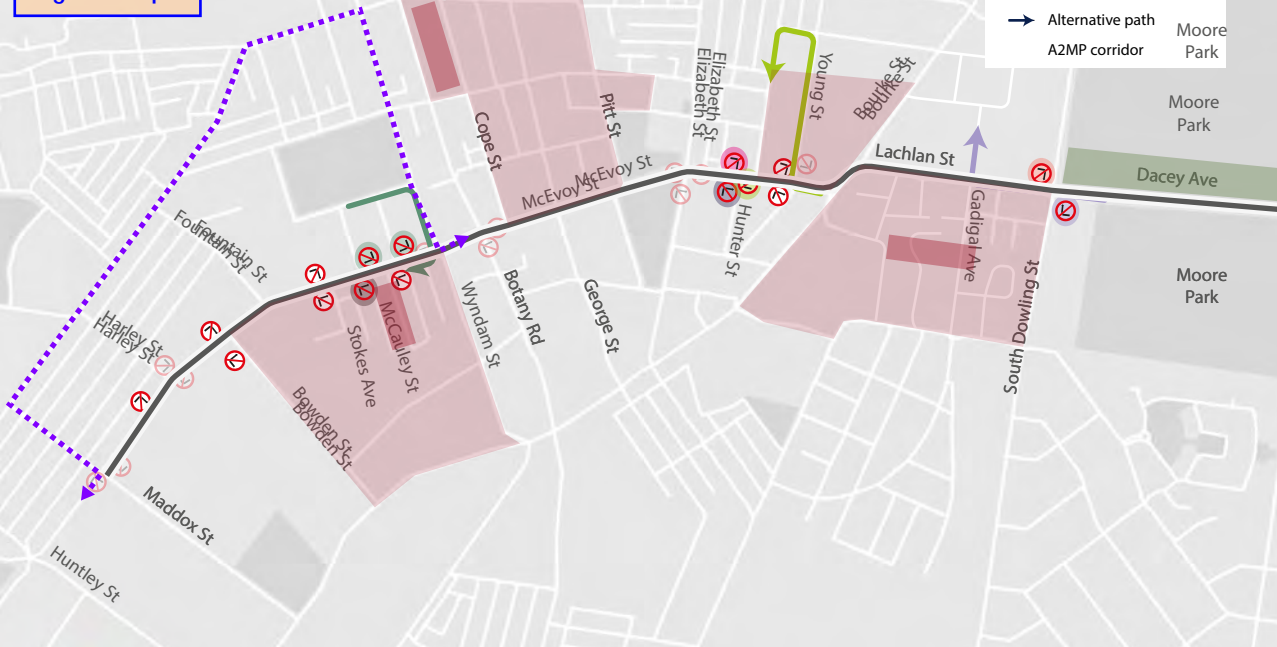 Alternative path
A2MP corridor
Moore
Park
Moore
Park
Elizabeth St
Elizabeth St
Young St
Bourke St
Bourke St
Pitt St
Cope St
Lachlan St
Dacey Ave
McEvoy St
McEvoy St
Fountain St
Fountain St
Hunter St
Gadigal Ave
Moore
Park
Harley St
Harley St
Stokes Ave
McCauley St
Wyndam St
Botany Rd
George St
South Dowling St
Bowden St
Bowden St
Maddox St
Huntley St